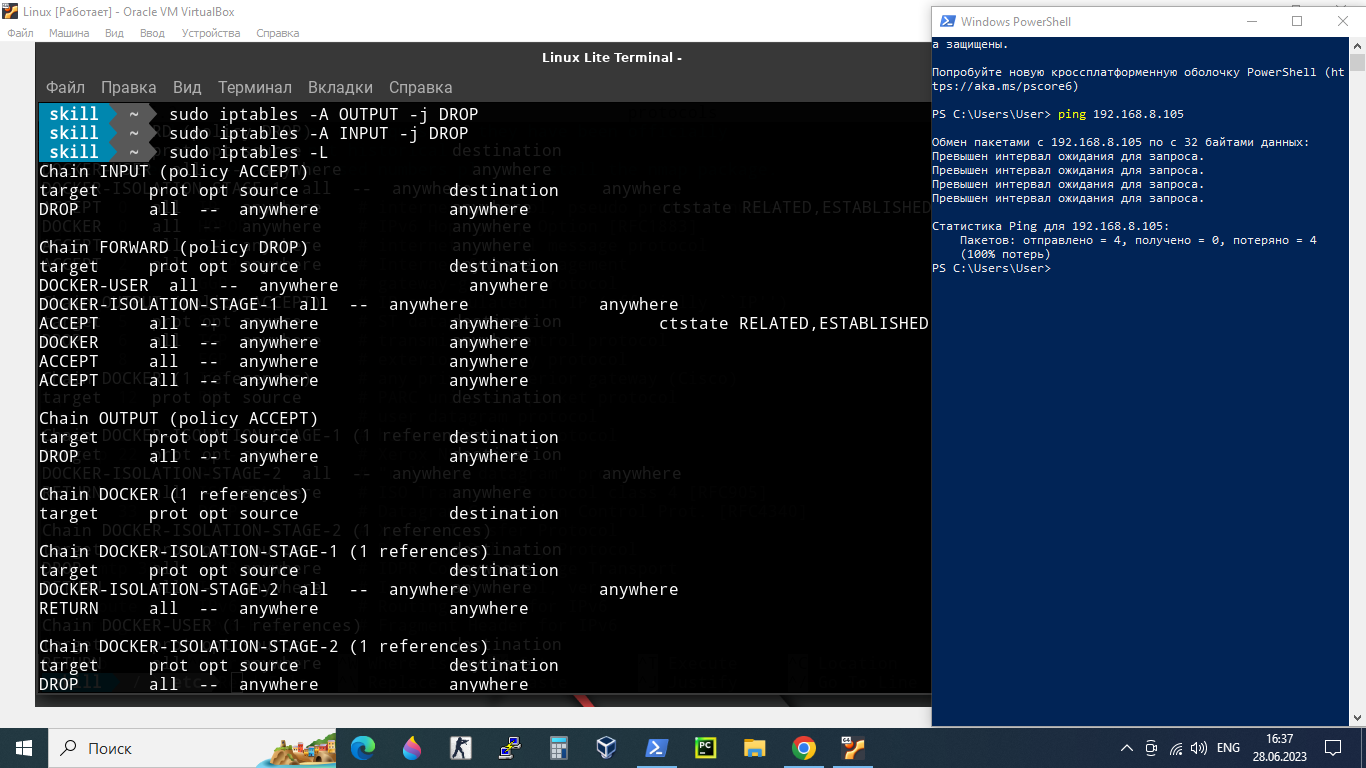 Linux [Работает] - Oracle VM VirtualBox
Файл Машина Вид Ввод Устройства Справка
Linux Lite Terminal -
Файл Правка Вид Терминал Вкладки Справка
skill ~ sudo iptables -A OUTPUT -j DROP
skill ~ sudo iptables -A INPUT -j DROP
skill ~ sudo iptables -L
Chain INPUT (policy ACCEPT)
target prot opt source destination
DROP all -- anywhere anywhere
Chain FORWARD (policy DROP)
target prot opt source destination
DOCKER-USER all -- anywhere anywhere
DOCKER-ISOLATION-STAGE-1 all -- anywhere anywhere
ACCEPT all -- anywhere anywhere ctstate RELATED,ESTABLISHED
DOCKER all -- anywhere anywhere
ACCEPT all -- anywhere anywhere
ACCEPT all -- anywhere anywhere
Chain OUTPUT (policy ACCEPT)
target prot opt source destination
DROP all -- anywhere anywhere
Chain DOCKER (1 references)
target prot opt source destination
Chain DOCKER-ISOLATION-STAGE-1 (1 references)
target prot opt source destination
DOCKER-ISOLATION-STAGE-2 all -- anywhere anywhere
RETURN all -- anywhere anywhere
Chain DOCKER-ISOLATION-STAGE-2 (1 references)
target prot opt source destination
DROP all -- anywhere anywhere
Windows PowerShell
а защищены.
Попробуйте новую кроссплатформенную оболочку PowerShell (ht
tps://aka.ms/pscore6)
PS C:\Users\User> ping 192.168.8.105
Обмен пакетами с 192.168.8.105 по с 32 байтами данных:
Превышен интервал ожидания для запроса.
Превышен интервал ожидания для запроса.
Превышен интервал ожидания для запроса.
Превышен интервал ожидания для запроса.
Статистика Ping для 192.168.8.105:
Пакетов: отправлено = 4, получено = 0, потеряно = 4
(100% потерь)
PS C:\Users\User>
Поиск
ENG
16:37
28.06.2023